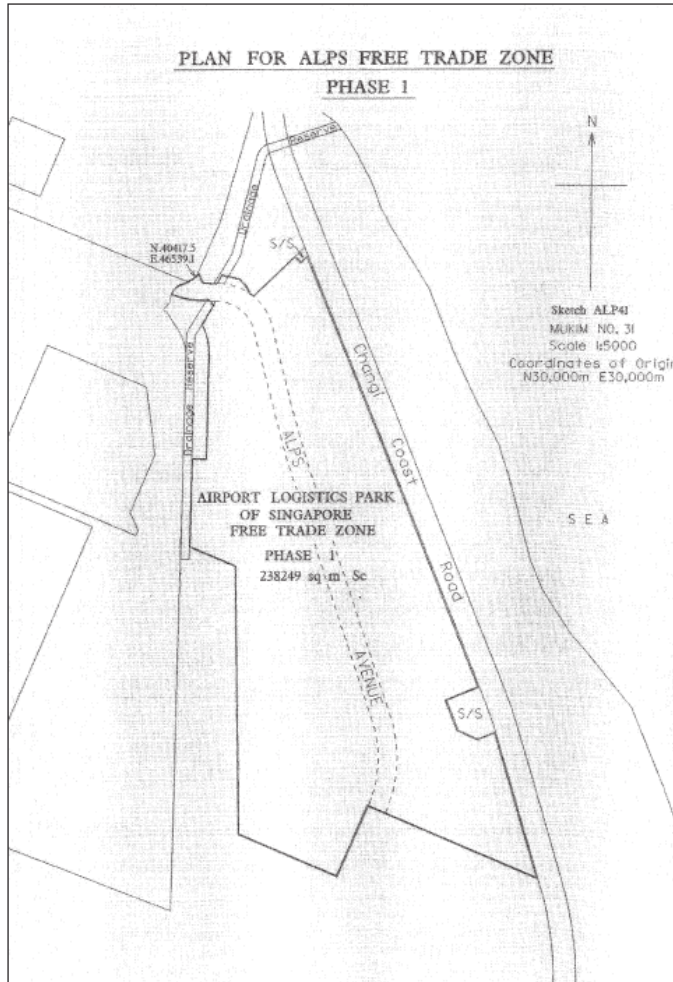 PLAN FOR ALPS FREE TRADE ZONE
PHASE 1
Reserve
N
Drainage
S/S
N.40417.5
E.46539.1
Sketch ALP41
MUKIM NO. 31
Scale 1:5000
Coordinates of Origin
N30,000m E30,000m
Changi
Coast
Road
Drainage Reserve
ALPS
AIRPORT LOGISTICS PARK
OF SINGAPORE
FREE TRADE ZONE
PHASE 1
238249 sq m Sc
SEA
AVENUE
S/S